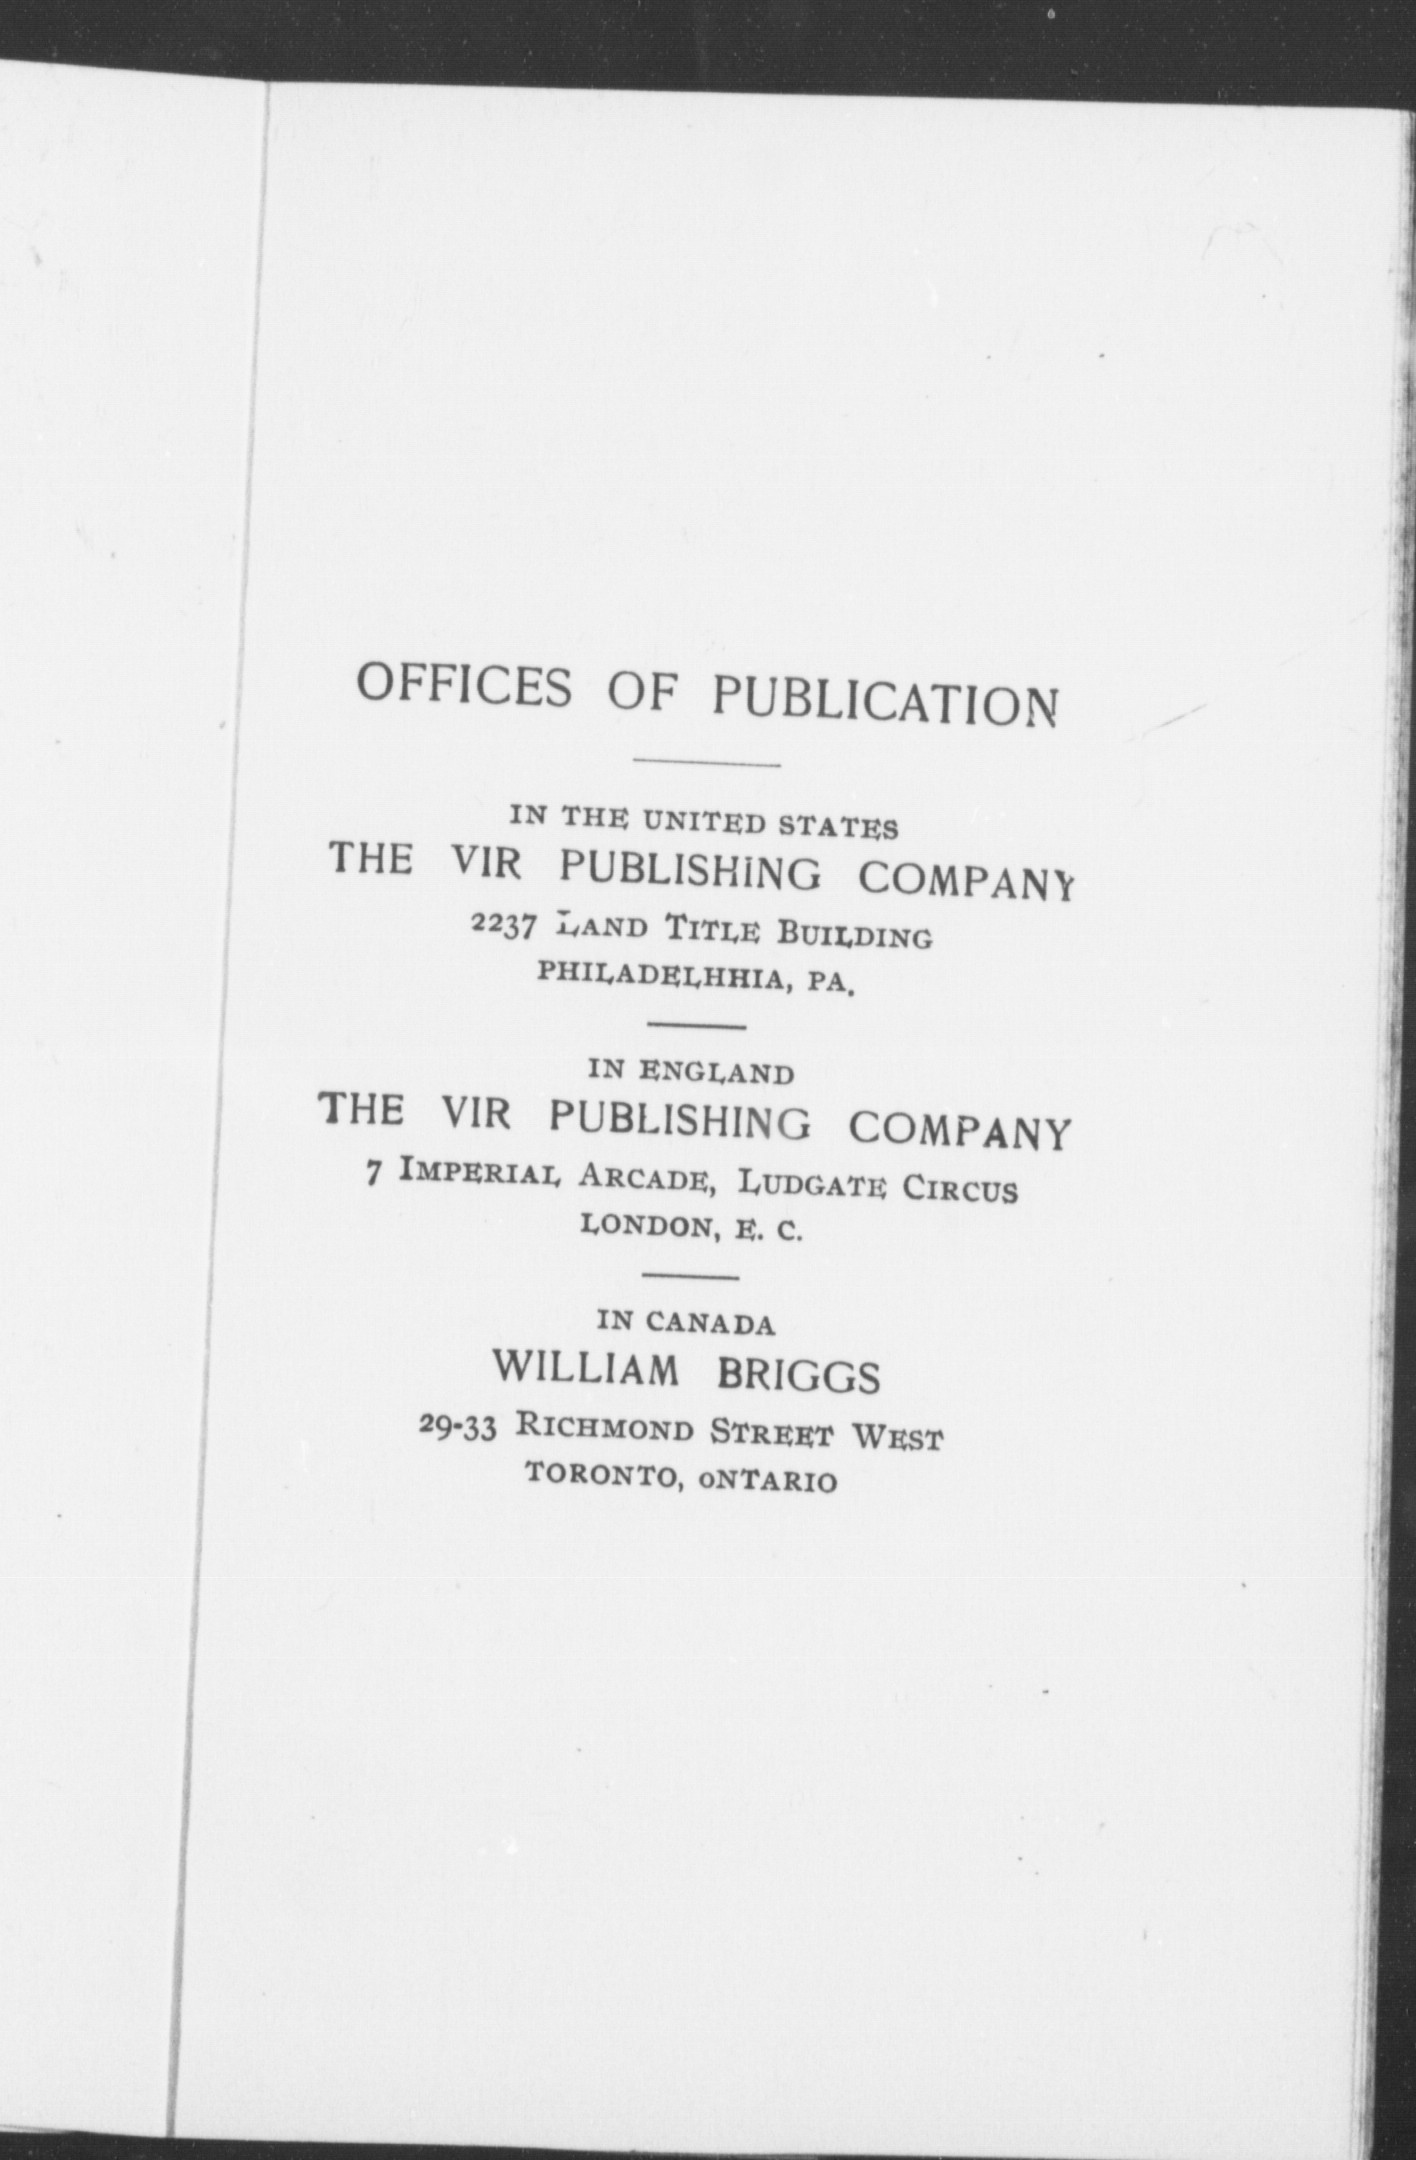 OFFICES OF PUBLICATION
IN THE UNITED STATES
THE VIR PUBLISHING COMPANY
2237 LAND TITLE BUILDING
PHILADELHHIA, PA.
IN ENGLAND
THE VIR PUBLISHING COMPANY
7 IMPERIAL ARCADE, LUDGATE CIRCUS
LONDON, E. C.
IN CANADA
WILLIAM BRIGGS
29-33 RICHMOND STREET WEST
TORONTO, ONTARIO